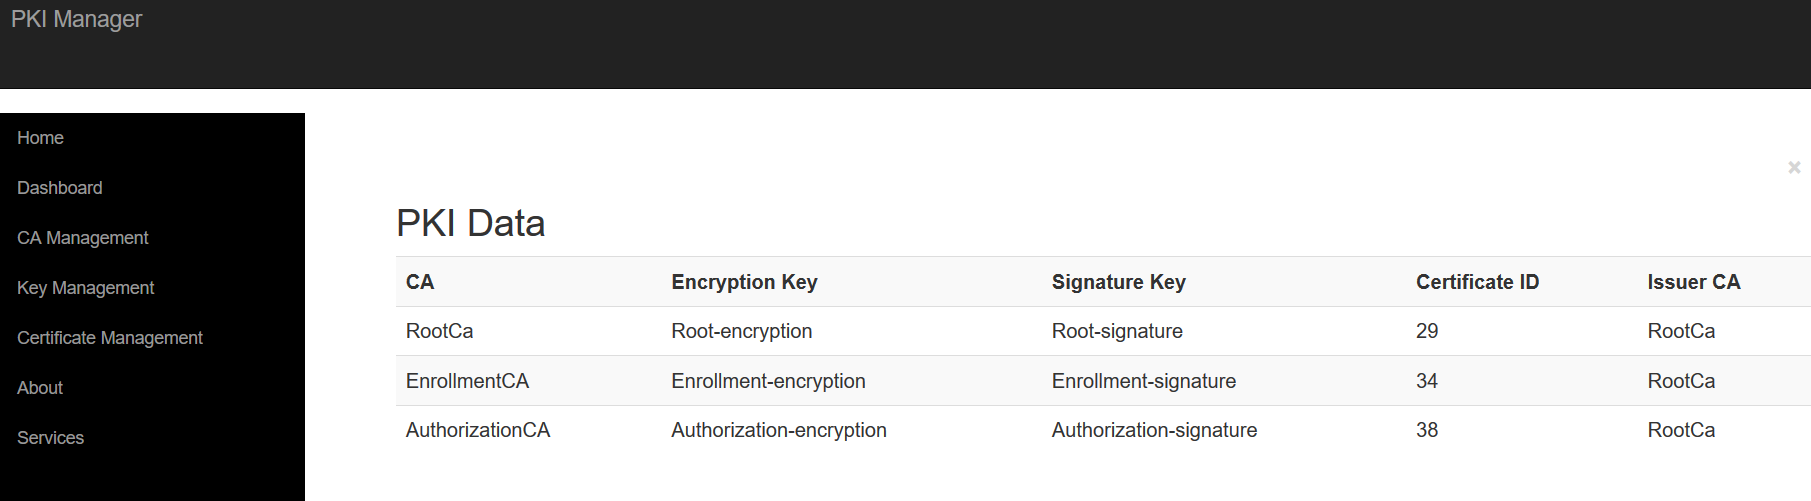 PKI Manager
Home
Dashboard
CA Management
Key Management
Certificate Management
About
Services
×
PKI Data
CA Encryption Key Signature Key Certificate ID Issuer CA
RootCa Root-encryption Root-signature 29 RootCa
EnrollmentCA Enrollment-encryption Enrollment-signature 34 RootCa
AuthorizationCA Authorization-encryption Authorization-signature 38 RootCa